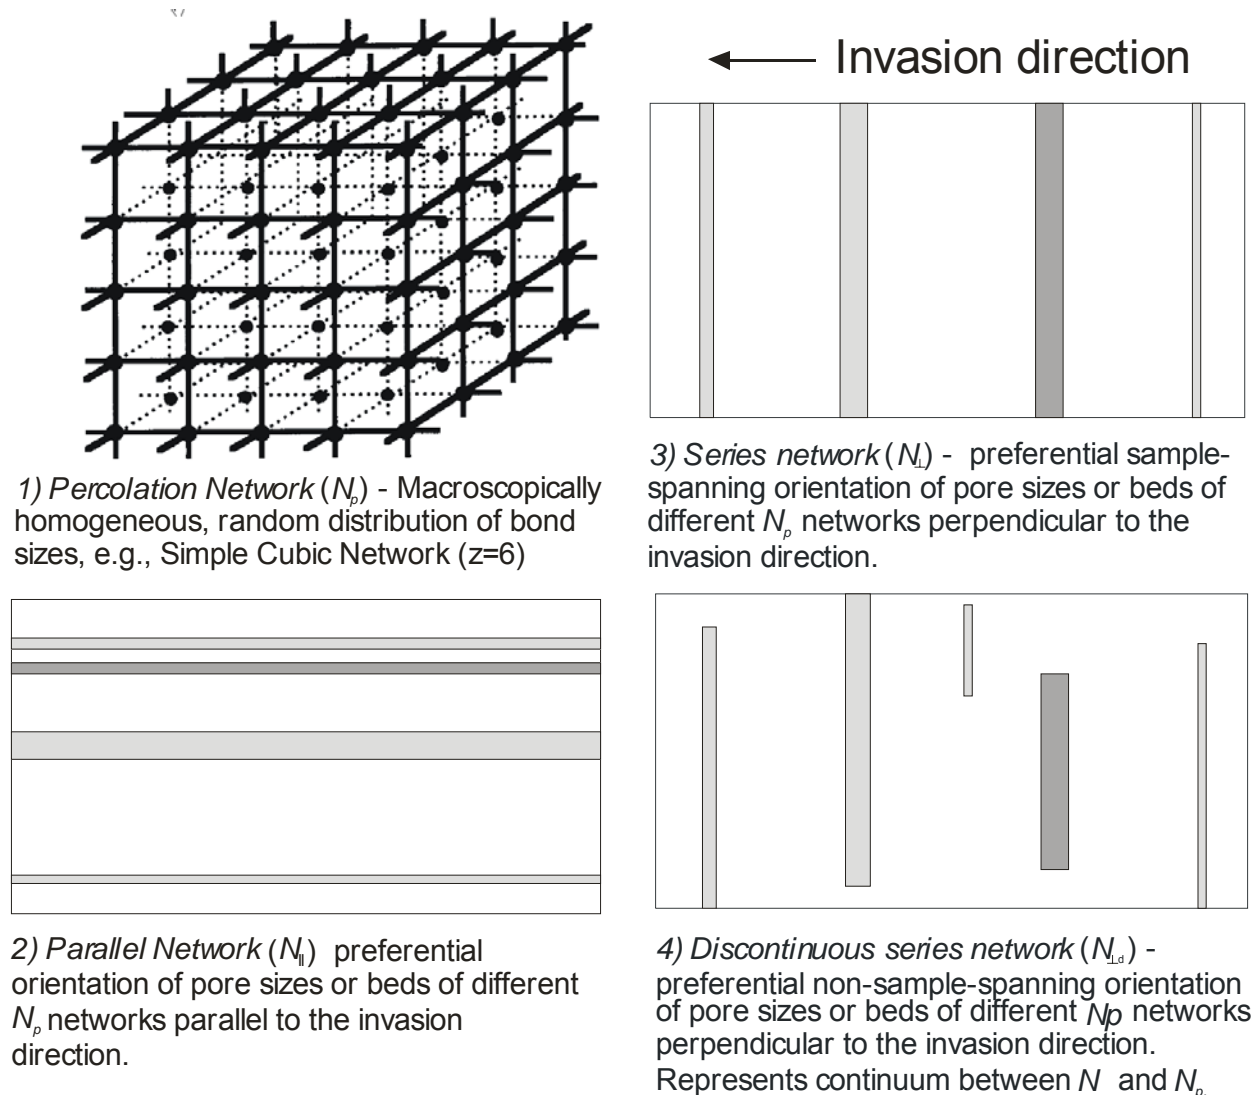 Invasion direction
1) Percolation Network (Nₚ) - Macroscopically
homogeneous, random distribution of bond
sizes, e.g., Simple Cubic Network (z=6)
3) Series network (N⊥) - preferential sample-
spanning orientation of pore sizes or beds of
different Nₚ networks perpendicular to the
invasion direction.
2) Parallel Network (N∥) preferential
orientation of pore sizes or beds of different
Nₚ networks parallel to the invasion
direction.
4) Discontinuous series network (N⊥d) -
preferential non-sample-spanning orientation
of pore sizes or beds of different Np networks
perpendicular to the invasion direction.
Represents continuum between N and Nₚ.